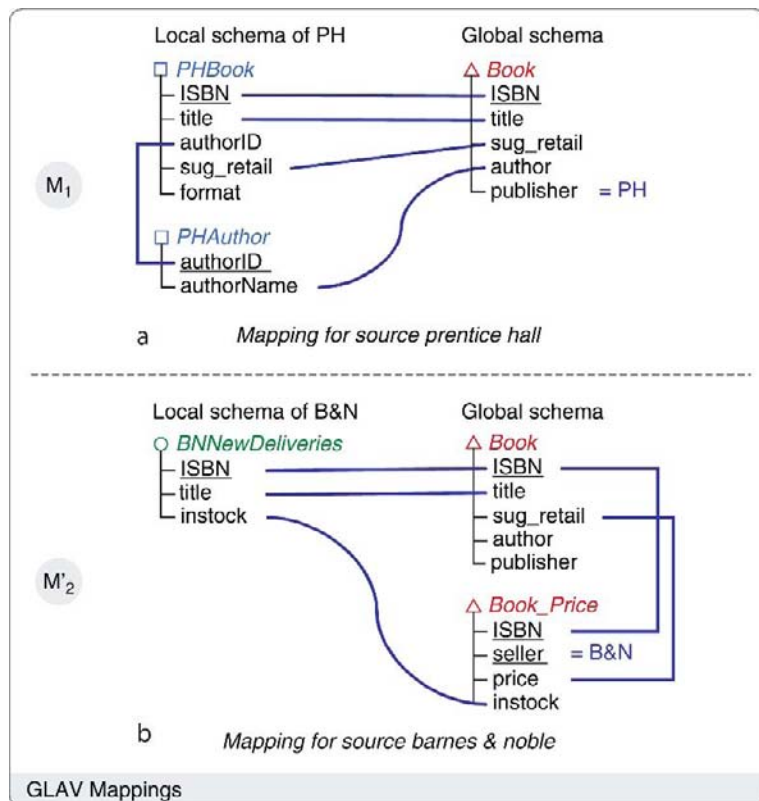 Local schema of PH
Global schema
PHBook
ISBN
title
authorID
sug_retail
format
PHAuthor
authorID
authorName
Book
ISBN
title
sug_retail
author
publisher = PH
M1
a Mapping for source prentice hall
Local schema of B&N
Global schema
BNNewDeliveries
ISBN
title
instock
Book
ISBN
title
sug_retail
author
publisher
Book_Price
ISBN
seller = B&N
price
instock
M'2
b Mapping for source barnes & noble
GLAV Mappings